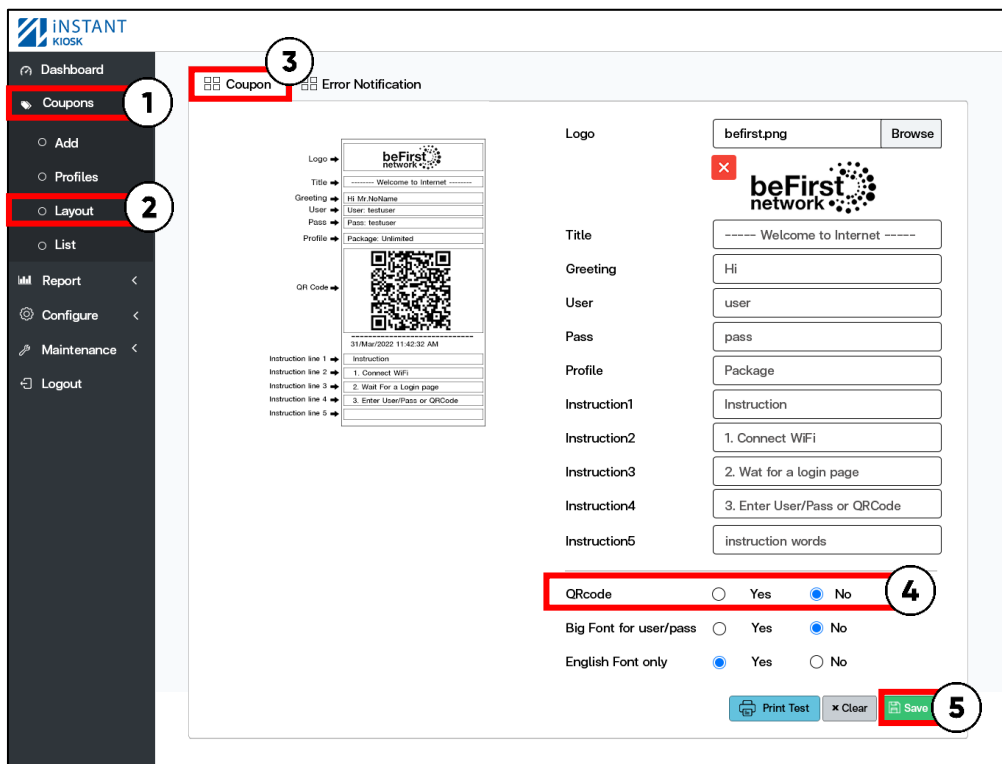 iNSTANT
KIOSK
Dashboard
Coupons
1
Add
Profiles
Layout
2
List
Report
Configure
Maintenance
Logout
3
Coupon
Error Notification
Logo
beFirst
network
Title
------- Welcome to Internet -------
Greeting
Hi Mr.NoName
User
User: testuser
Pass
Pass: testuser
Profile
Package: Unlimited
QR Code
------------------------------
31/Mar/2022 11:42:32 AM
Instruction line 1
Instruction
Instruction line 2
1. Connect WiFi
Instruction line 3
2. Wait For a Login page
Instruction line 4
3. Enter User/Pass or QRCode
Instruction line 5
Logo
befirst.png
Browse
beFirst
network
Title
----- Welcome to Internet -----
Greeting
Hi
User
user
Pass
pass
Profile
Package
Instruction1
Instruction
Instruction2
1. Connect WiFi
Instruction3
2. Wat for a login page
Instruction4
3. Enter User/Pass or QRCode
Instruction5
instruction words
QRcode Yes No
4
Big Font for user/pass Yes No
English Font only Yes No
Print Test
× Clear
Save
5